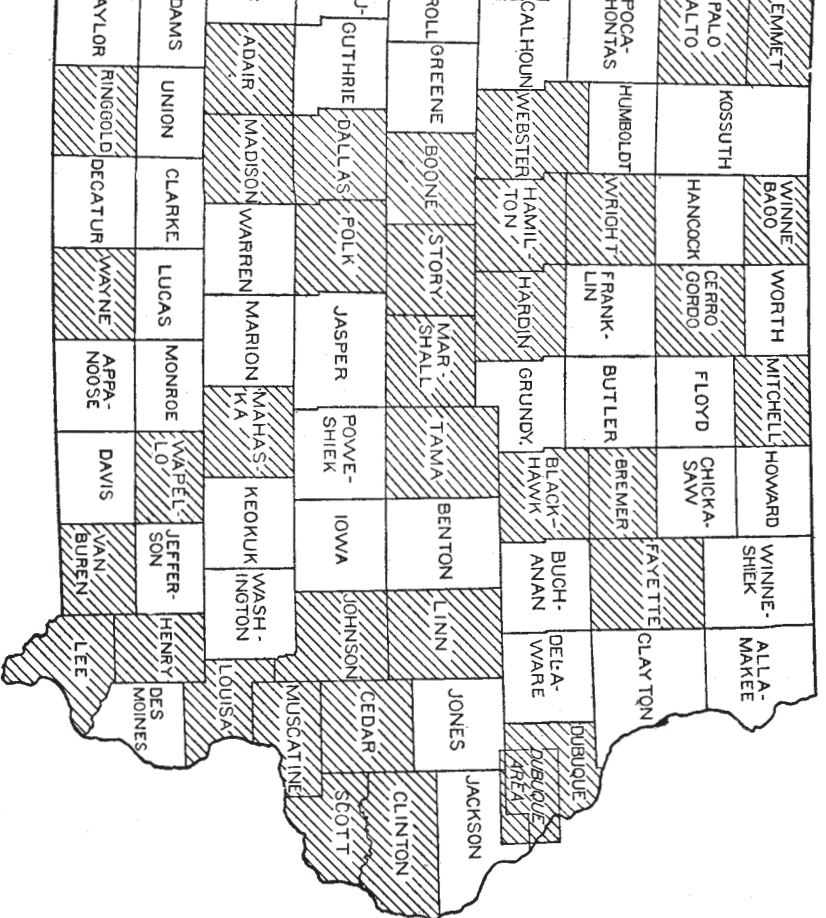 EMMET
WINNE
BAGO
WORTH
MITCHELL
HOWARD
WINNE-
SHIEK
ALLA-
MAKEE
KOSSUTH
PALO
ALTO
HANCOCK
CERRO
GORDO
FLOYD
CHICKA-
SAW
FAYETTE
CLAYTON
POCA-
HONTAS
HUMBOLDT
WRIGHT
FRANK-
LIN
BUTLER
BREMER
CALHOUN
WEBSTER
HAMIL-
TON
HARDIN
GRUNDY
BLACK-
HAWK
BUCH-
ANAN
DELA-
WARE
DUBUQUE
DUBUQUE
AREA
ROLL
GREENE
BOONE
STORY
MAR-
SHALL
TAMA
BENTON
LINN
JONES
JACKSON
U-
GUTHRIE
DALLAS
POLK
JASPER
POWE-
SHIEK
IOWA
JOHNSON
CEDAR
CLINTON
SCOTT
ADAIR
MADISON
WARREN
MARION
MAHAS-
KA
KEOKUK
WASH-
INGTON
LOUISA
MUSCATINE
DAMS
UNION
CLARKE
LUCAS
MONROE
WAPEL-
LO
JEFFER-
SON
HENRY
DES
MOINES
AYLOR
RINGGOLD
DECATUR
WAYNE
APPA-
NOOSE
DAVIS
VAN
BUREN
LEE